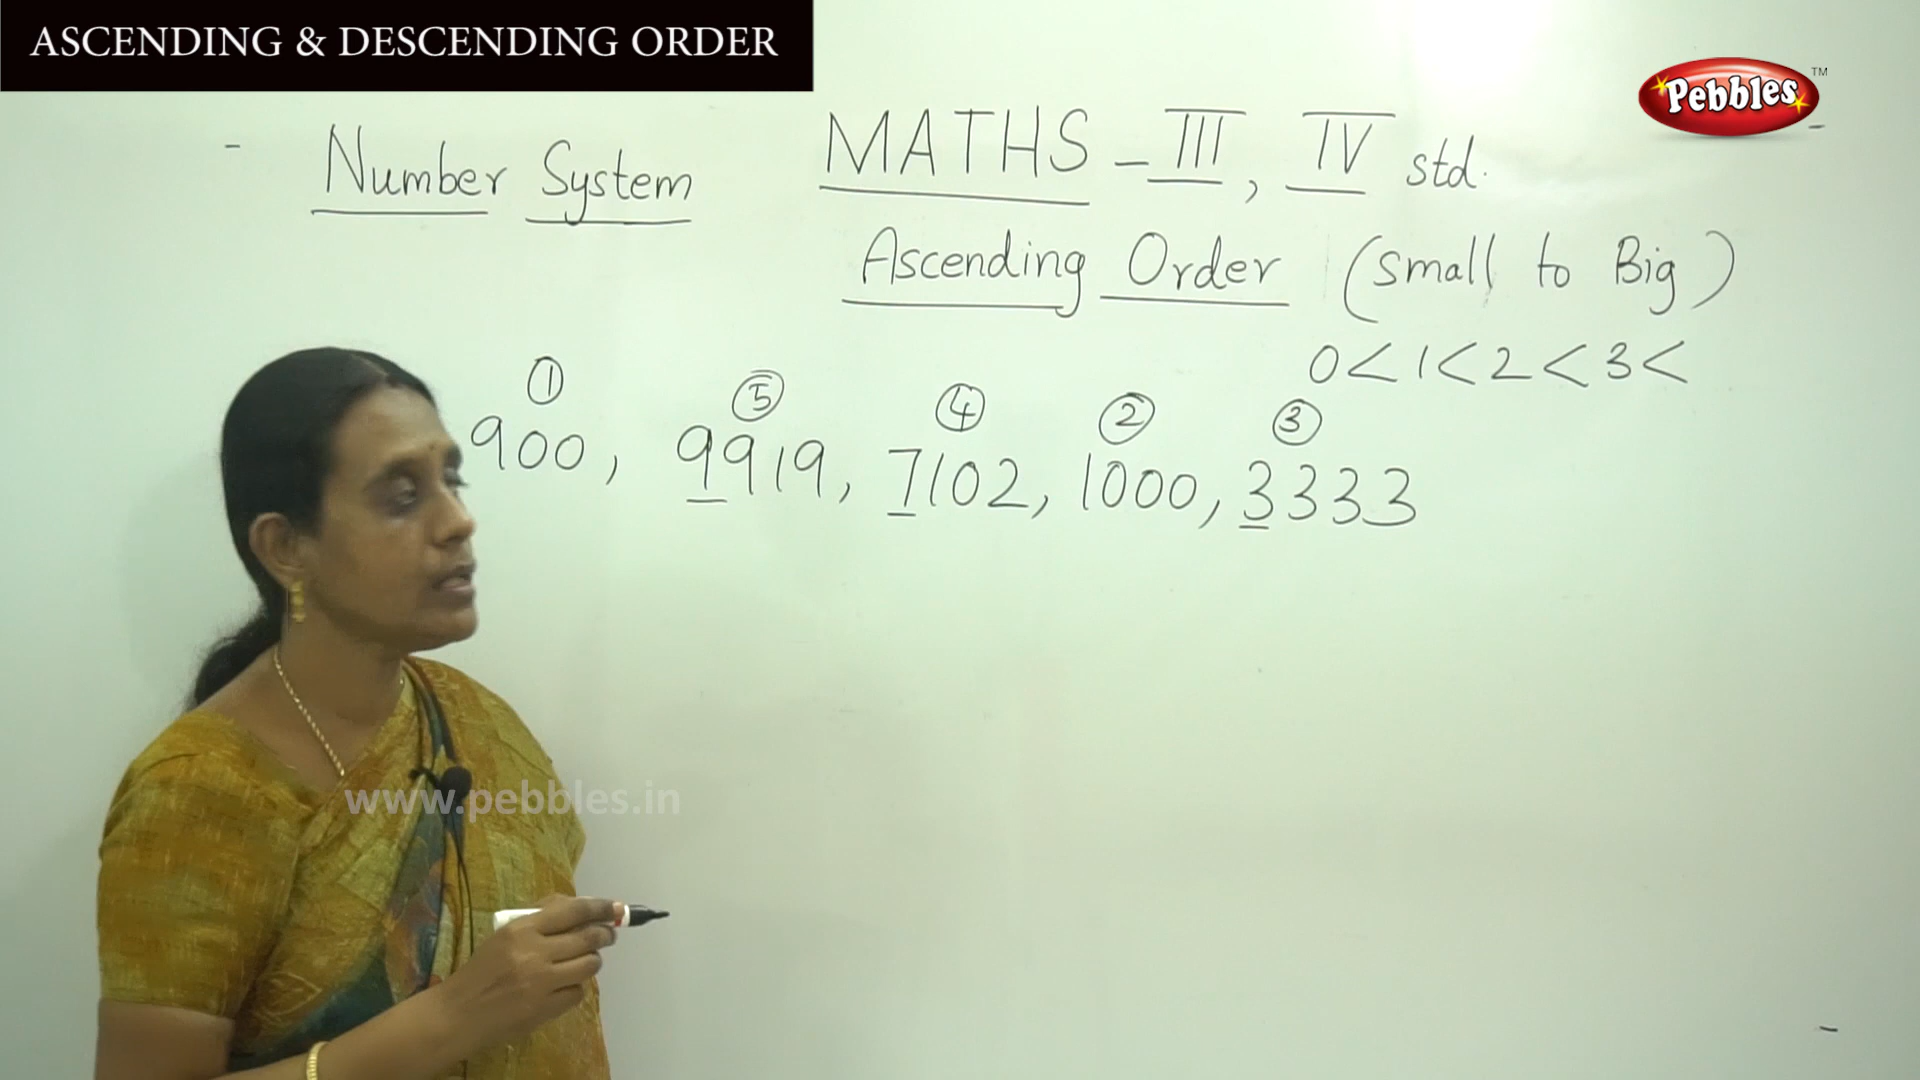 ASCENDING & DESCENDING ORDER
Pebbles TM
Number System
MATHS - III, IV std.
Ascending Order (small to Big)
0<1<2<3<
① ⑤ ④ ② ③
900, 9919, 7102, 1000, 3333
www.pebbles.in